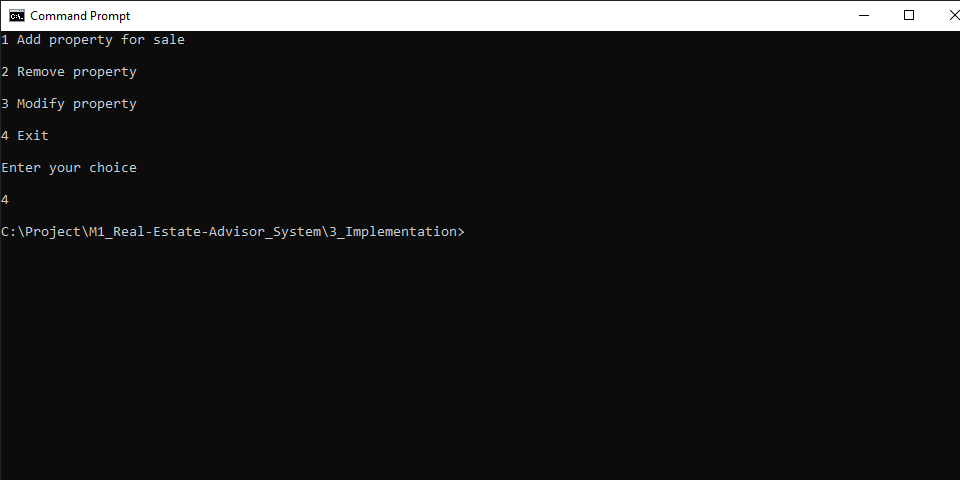 Command Prompt
1 Add property for sale
2 Remove property
3 Modify property
4 Exit
Enter your choice
4
C:\Project\M1_Real-Estate-Advisor_System\3_Implementation>